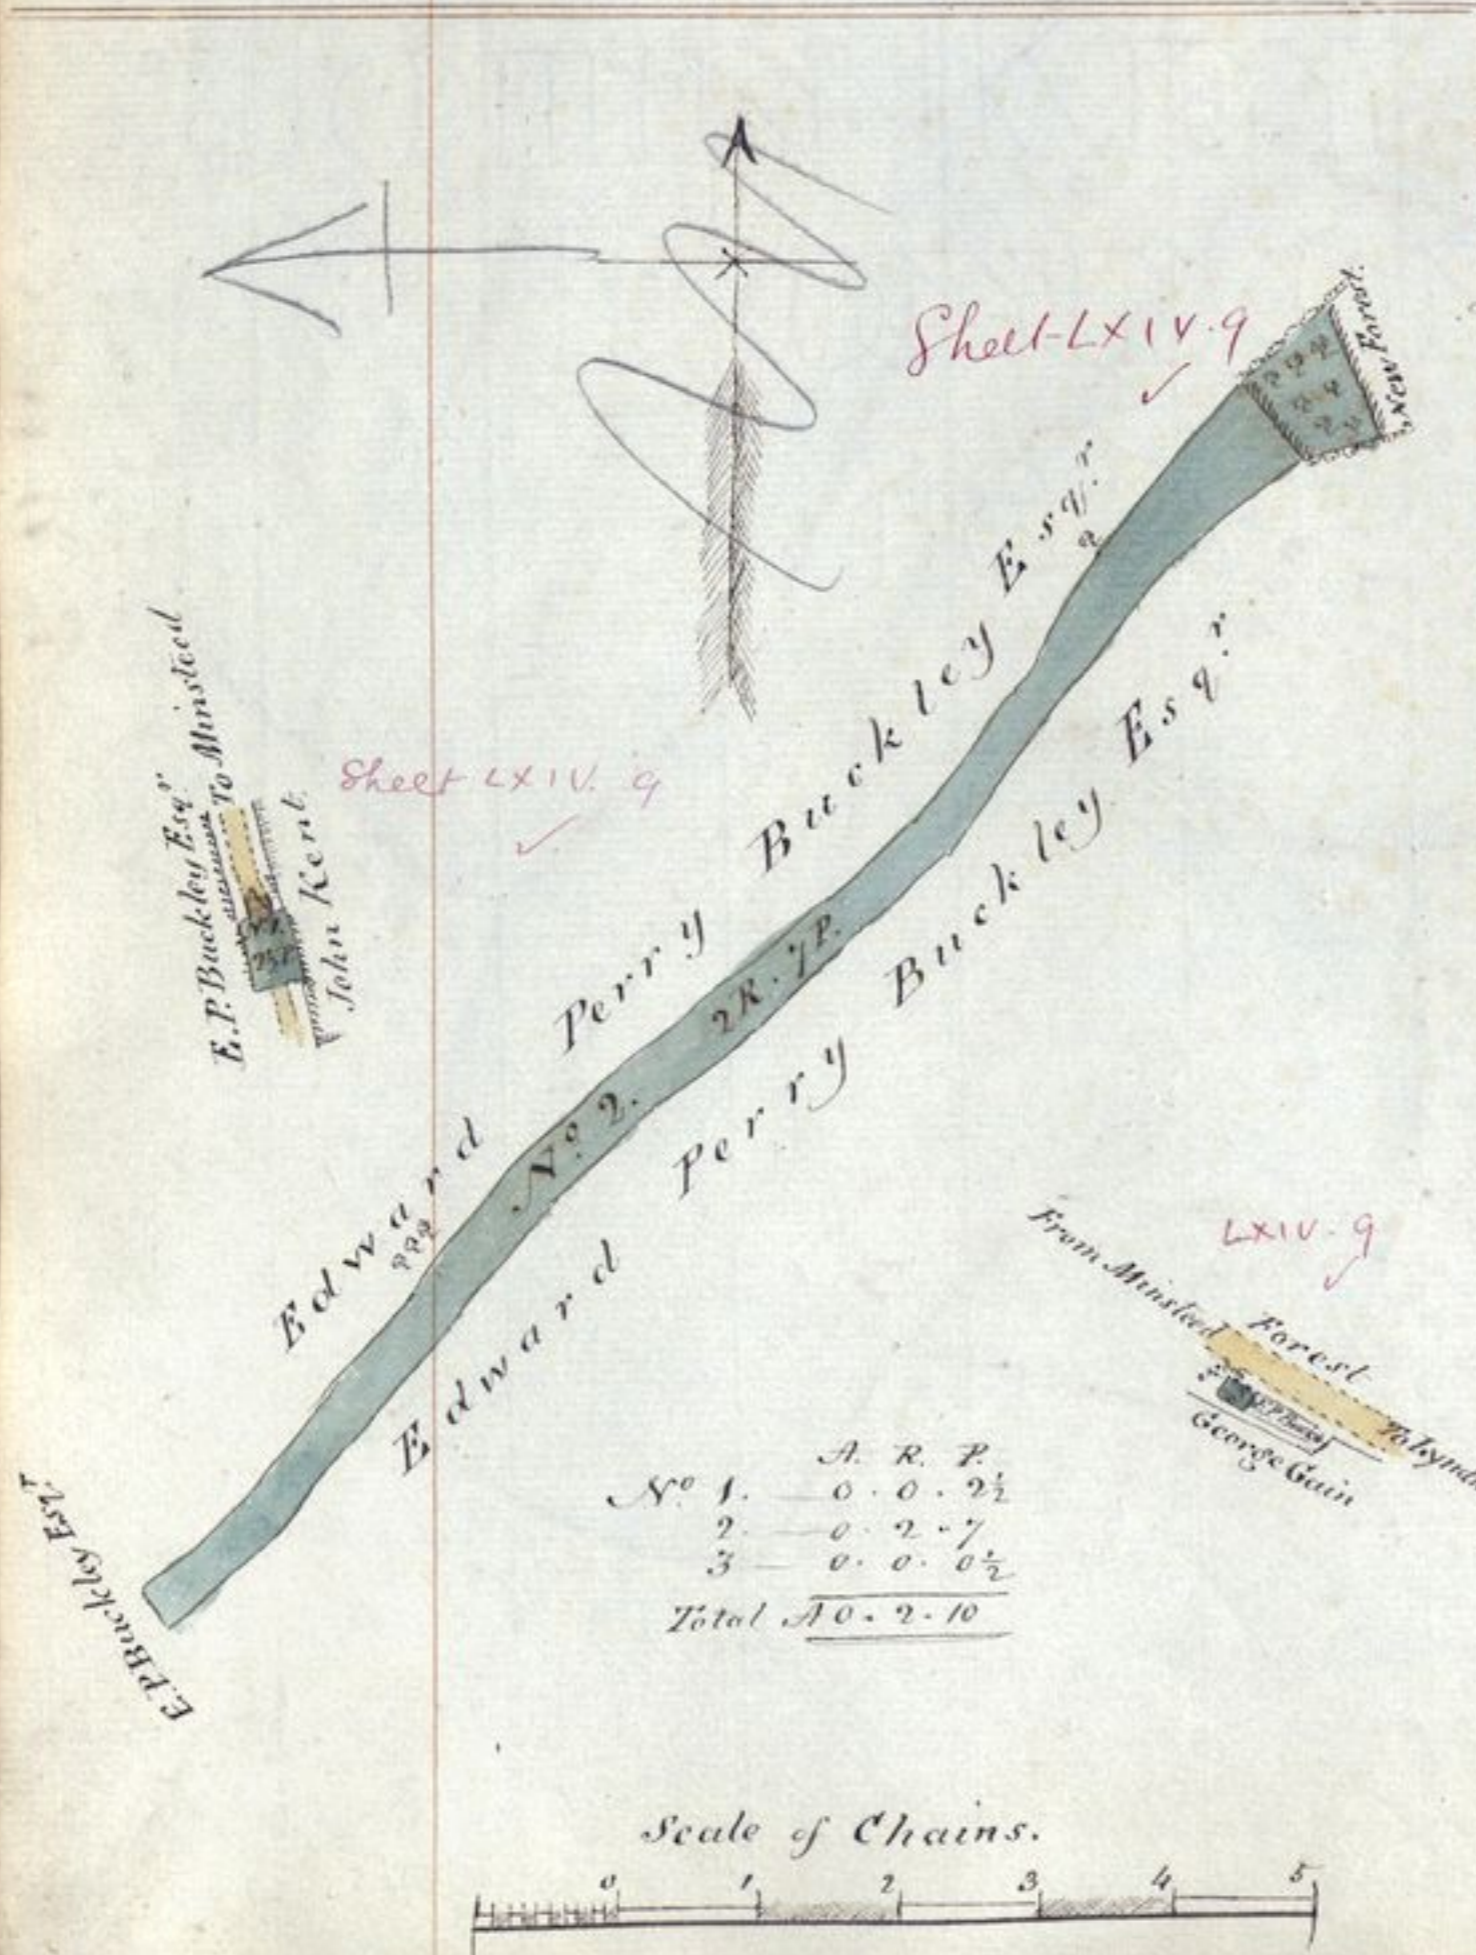 Sheet LXIV. 9
New Forest.
Edward Perry Buckley Esq.r
E.P. Buckley Esq.r
To Minsteed
John Kent
Sheet LXIV. 9
No. 2.
2R. 7P.
Edward Perry Buckley Esq.r
LXIV. 9
From Minsteed
Forest
George Gain
E.P Buckley Esq.r
A. R. P.
No 1. 0. 0. 2½
2. 0. 2. 7
3 0. 0. 0½
Total A 0. 2. 10
Scale of Chains.
0 1 2 3 4 5